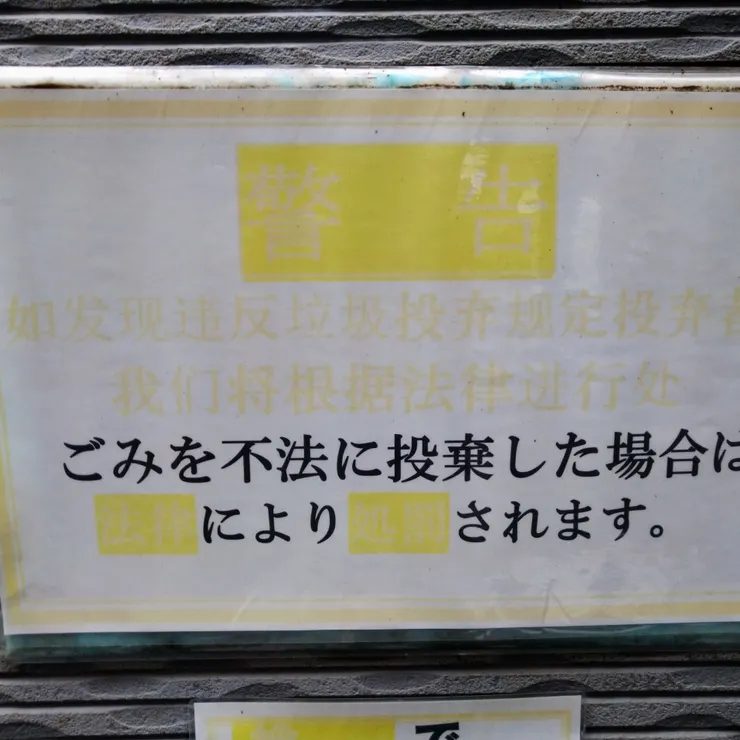 警 告
如发现违反垃圾投弃规定投弃者
我们将根据法律进行处
ごみを不法に投棄した場合は
法律により処罰されます。
で